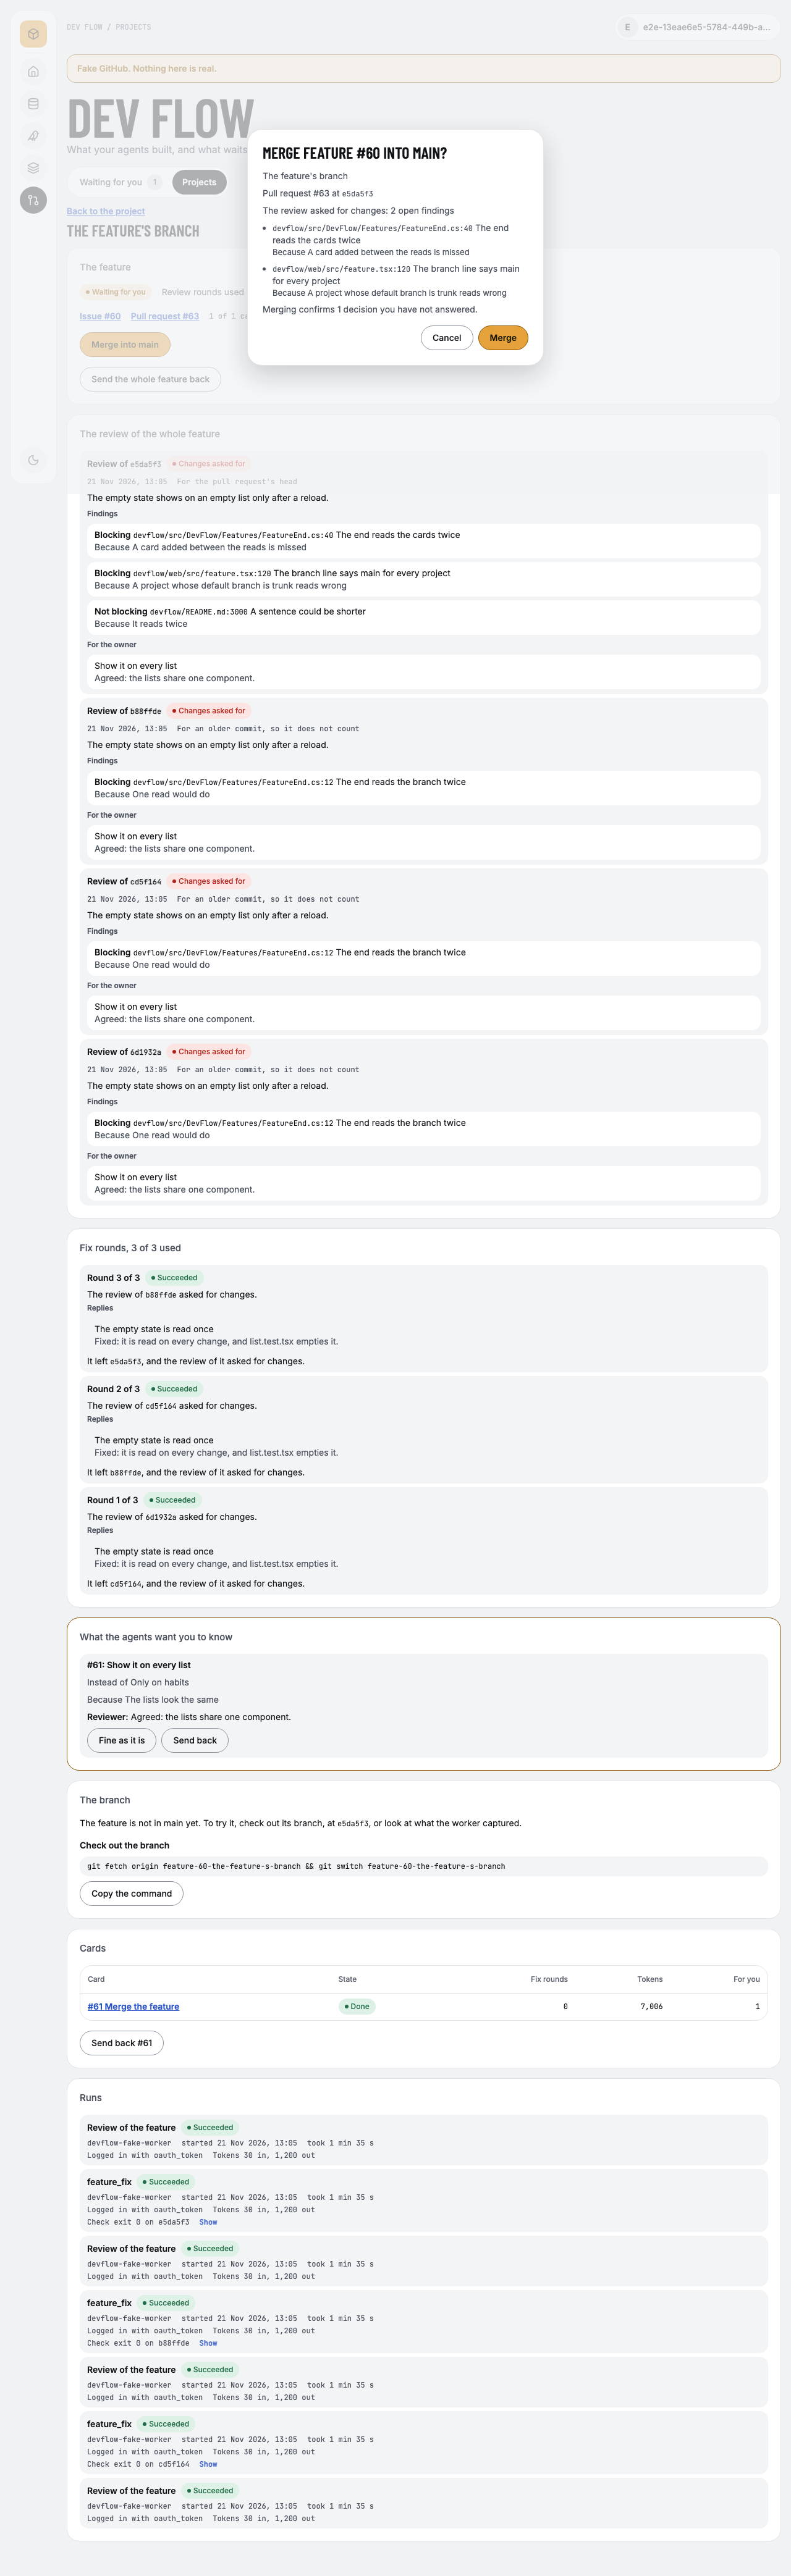 DEV FLOW / PROJECTS
E e2e-13eae6e5-5784-449b-a...
Fake GitHub. Nothing here is real.
DEV FLOW
What your agents built, and what waits
Waiting for you 1 Projects
Back to the project
THE FEATURE'S BRANCH
The feature
Waiting for you Review rounds used
Issue #60 Pull request #63 1 of 1
Merge into main
Send the whole feature back
MERGE FEATURE #60 INTO MAIN?
The feature's branch
Pull request #63 at e5da5f3
The review asked for changes: 2 open findings
devflow/src/DevFlow/Features/FeatureEnd.cs:40 The end
reads the cards twice
Because A card added between the reads is missed
devflow/web/src/feature.tsx:120 The branch line says main
for every project
Because A project whose default branch is trunk reads wrong
Merging confirms 1 decision you have not answered.
Cancel Merge
The review of the whole feature
Review of e5da5f3 Changes asked for
21 Nov 2026, 13:05 For the pull request's head
The empty state shows on an empty list only after a reload.
Findings
Blocking devflow/src/DevFlow/Features/FeatureEnd.cs:40 The end reads the cards twice
Because A card added between the reads is missed
Blocking devflow/web/src/feature.tsx:120 The branch line says main for every project
Because A project whose default branch is trunk reads wrong
Not blocking devflow/README.md:3000 A sentence could be shorter
Because It reads twice
For the owner
Show it on every list
Agreed: the lists share one component.
Review of b88ffde Changes asked for
21 Nov 2026, 13:05 For an older commit, so it does not count
The empty state shows on an empty list only after a reload.
Findings
Blocking devflow/src/DevFlow/Features/FeatureEnd.cs:12 The end reads the branch twice
Because One read would do
For the owner
Show it on every list
Agreed: the lists share one component.
Review of cd5f164 Changes asked for
21 Nov 2026, 13:05 For an older commit, so it does not count
The empty state shows on an empty list only after a reload.
Findings
Blocking devflow/src/DevFlow/Features/FeatureEnd.cs:12 The end reads the branch twice
Because One read would do
For the owner
Show it on every list
Agreed: the lists share one component.
Review of 6d1932a Changes asked for
21 Nov 2026, 13:05 For an older commit, so it does not count
The empty state shows on an empty list only after a reload.
Findings
Blocking devflow/src/DevFlow/Features/FeatureEnd.cs:12 The end reads the branch twice
Because One read would do
For the owner
Show it on every list
Agreed: the lists share one component.
Fix rounds, 3 of 3 used
Round 3 of 3 Succeeded
The review of b88ffde asked for changes.
Replies
The empty state is read once
Fixed: it is read on every change, and list.test.tsx empties it.
It left e5da5f3, and the review of it asked for changes.
Round 2 of 3 Succeeded
The review of cd5f164 asked for changes.
Replies
The empty state is read once
Fixed: it is read on every change, and list.test.tsx empties it.
It left b88ffde, and the review of it asked for changes.
Round 1 of 3 Succeeded
The review of 6d1932a asked for changes.
Replies
The empty state is read once
Fixed: it is read on every change, and list.test.tsx empties it.
It left cd5f164, and the review of it asked for changes.
What the agents want you to know
#61: Show it on every list
Instead of Only on habits
Because The lists look the same
Reviewer: Agreed: the lists share one component.
Fine as it is Send back
The branch
The feature is not in main yet. To try it, check out its branch, at e5da5f3, or look at what the worker captured.
Check out the branch
git fetch origin feature-60-the-feature-s-branch && git switch feature-60-the-feature-s-branch
Copy the command
Cards
Card State Fix rounds Tokens For you
#61 Merge the feature Done 0 7,006 1
Send back #61
Runs
Review of the feature Succeeded
devflow-fake-worker started 21 Nov 2026, 13:05 took 1 min 35 s
Logged in with oauth_token Tokens 30 in, 1,200 out
feature_fix Succeeded
devflow-fake-worker started 21 Nov 2026, 13:05 took 1 min 35 s
Logged in with oauth_token Tokens 30 in, 1,200 out
Check exit 0 on e5da5f3 Show
Review of the feature Succeeded
devflow-fake-worker started 21 Nov 2026, 13:05 took 1 min 35 s
Logged in with oauth_token Tokens 30 in, 1,200 out
feature_fix Succeeded
devflow-fake-worker started 21 Nov 2026, 13:05 took 1 min 35 s
Logged in with oauth_token Tokens 30 in, 1,200 out
Check exit 0 on b88ffde Show
Review of the feature Succeeded
devflow-fake-worker started 21 Nov 2026, 13:05 took 1 min 35 s
Logged in with oauth_token Tokens 30 in, 1,200 out
feature_fix Succeeded
devflow-fake-worker started 21 Nov 2026, 13:05 took 1 min 35 s
Logged in with oauth_token Tokens 30 in, 1,200 out
Check exit 0 on cd5f164 Show
Review of the feature Succeeded
devflow-fake-worker started 21 Nov 2026, 13:05 took 1 min 35 s
Logged in with oauth_token Tokens 30 in, 1,200 out